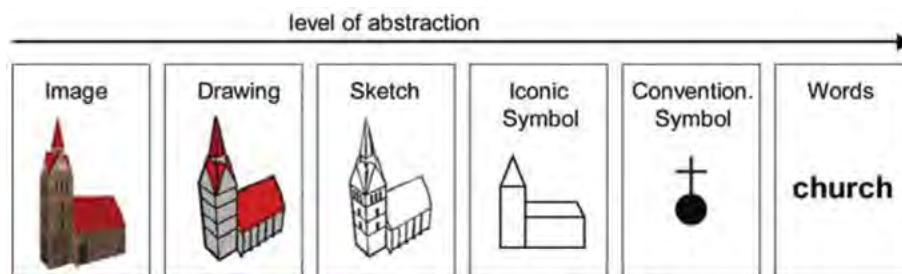 level of abstraction
Image
Drawing
Sketch
Iconic
Symbol
Convention.
Symbol
Words
church